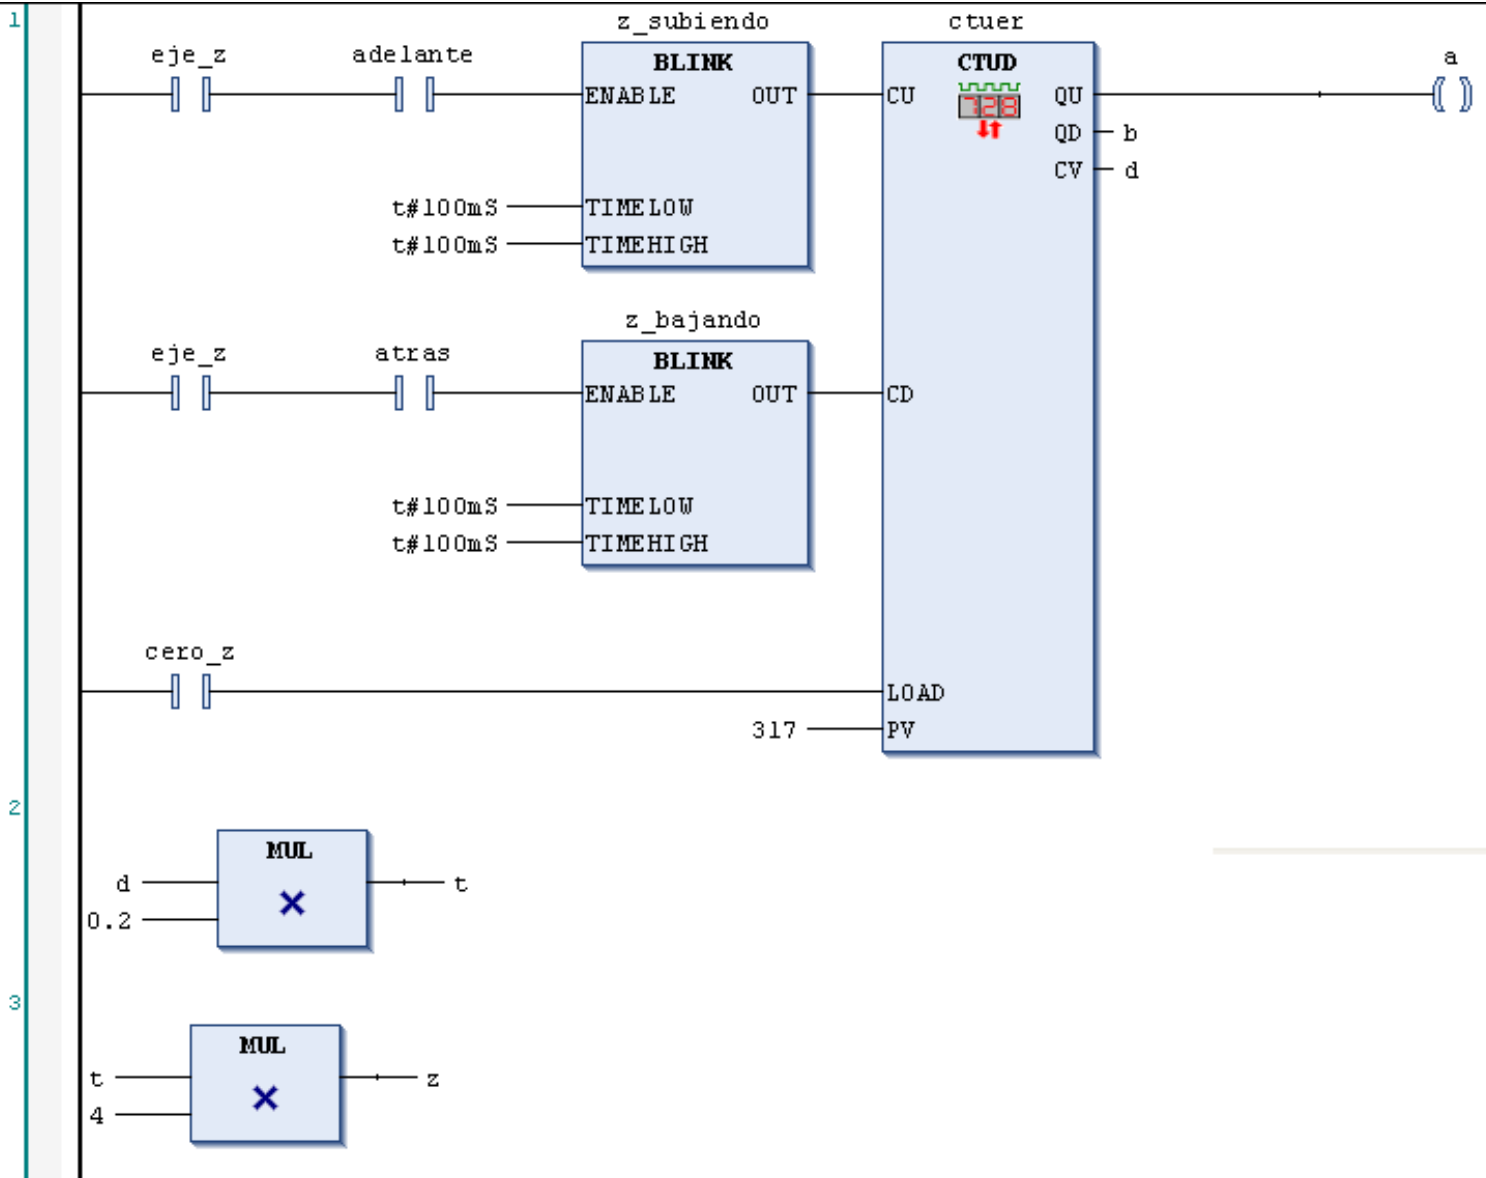 1
z_subiendo ctuer
eje_z adelante BLINK CTUD a
ENABLE OUT CU QU
728
QD b
CV d
t#100mS TIMELOW
t#100mS TIMEHIGH
z_bajando
eje_z atras BLINK
ENABLE OUT CD
t#100mS TIMELOW
t#100mS TIMEHIGH
cero_z
LOAD
317 PV
2
MUL
d t
0.2
3
MUL
t z
4